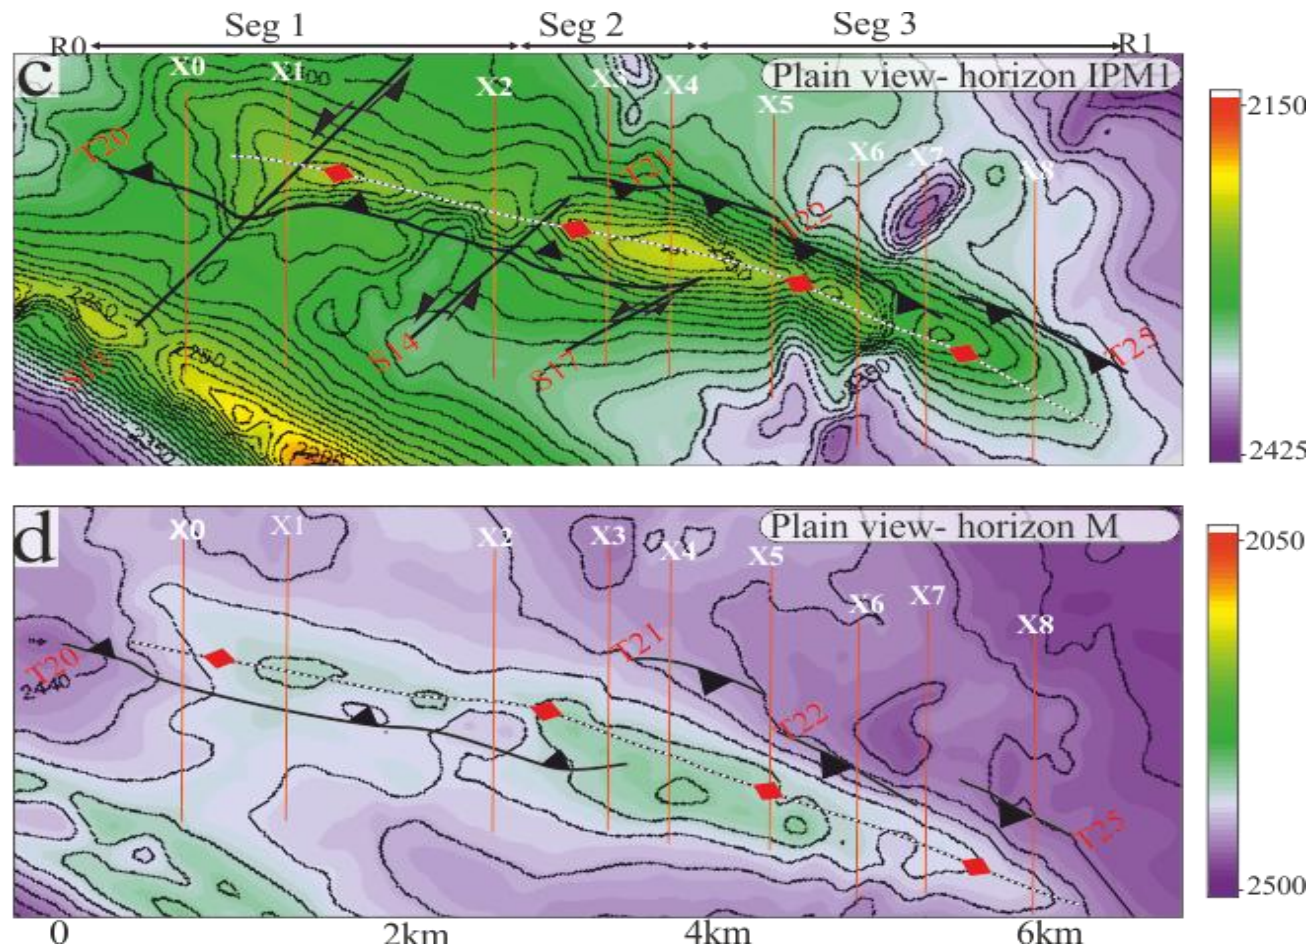 Seg 1 Seg 2 Seg 3
R0 R1
c
Plain view- horizon IPM1
X0 X1 X2 X3 X4 X5 X6 X7 X8
T20
T21
T22
T25
S14
S17
2260
2250
2150
2425
d
Plain view- horizon M
X0 X1 X2 X3 X4 X5 X6 X7 X8
T20
T21
T22
T25
2440
2050
2500
0 2km 4km 6km